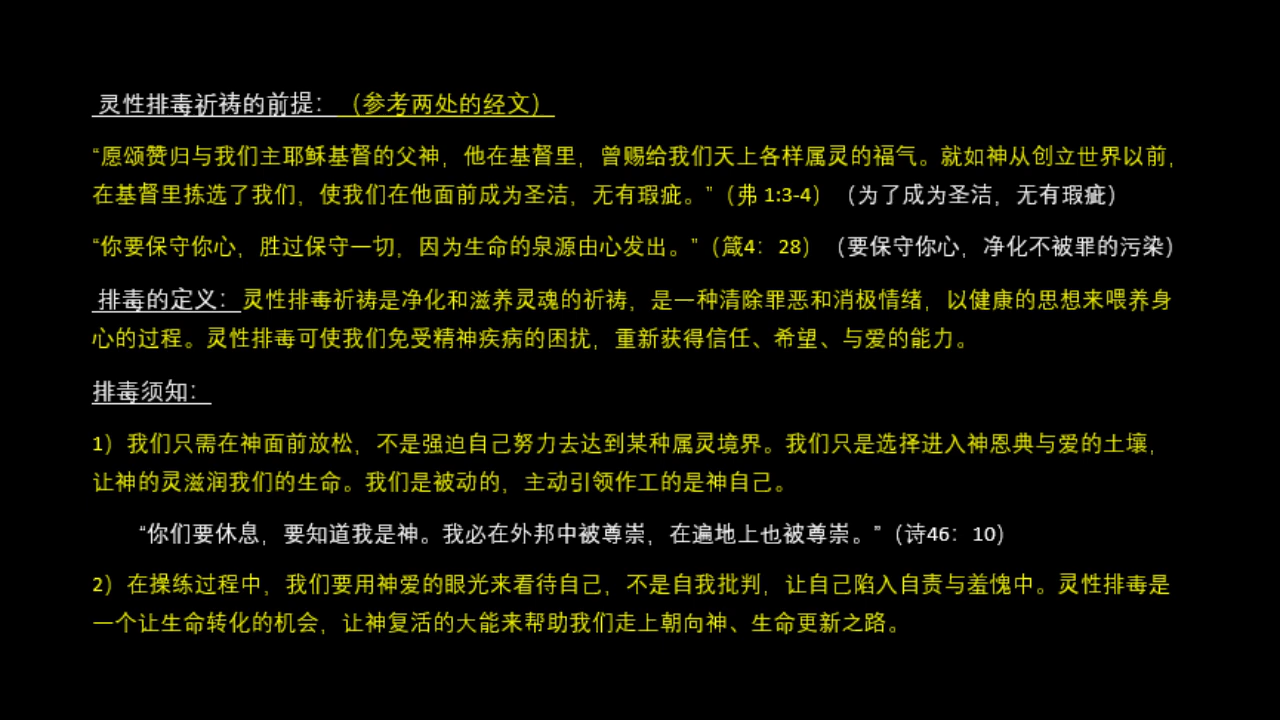 灵性排毒祈祷的前提：（参考两处的经文）
“愿颂赞归与我们主耶稣基督的父神，他在基督里，曾赐给我们天上各样属灵的福气。就如神从创立世界以前，
在基督里拣选了我们，使我们在他面前成为圣洁，无有瑕疵。”（弗 1:3-4）（为了成为圣洁，无有瑕疵）
“你要保守你心，胜过保守一切，因为生命的泉源由心发出。”（箴4：28）（要保守你心，净化不被罪的污染）
排毒的定义：灵性排毒祈祷是净化和滋养灵魂的祈祷，是一种清除罪恶和消极情绪，以健康的思想来喂养身
心的过程。灵性排毒可使我们免受精神疾病的困扰，重新获得信任、希望、与爱的能力。
排毒须知：
1）我们只需在神面前放松，不是强迫自己努力去达到某种属灵境界。我们只是选择进入神恩典与爱的土壤，
让神的灵滋润我们的生命。我们是被动的，主动引领作工的是神自己。
“你们要休息，要知道我是神。我必在外邦中被尊崇，在遍地上也被尊崇。”（诗46：10）
2）在操练过程中，我们要用神爱的眼光来看待自己，不是自我批判，让自己陷入自责与羞愧中。灵性排毒是
一个让生命转化的机会，让神复活的大能来帮助我们走上朝向神、生命更新之路。